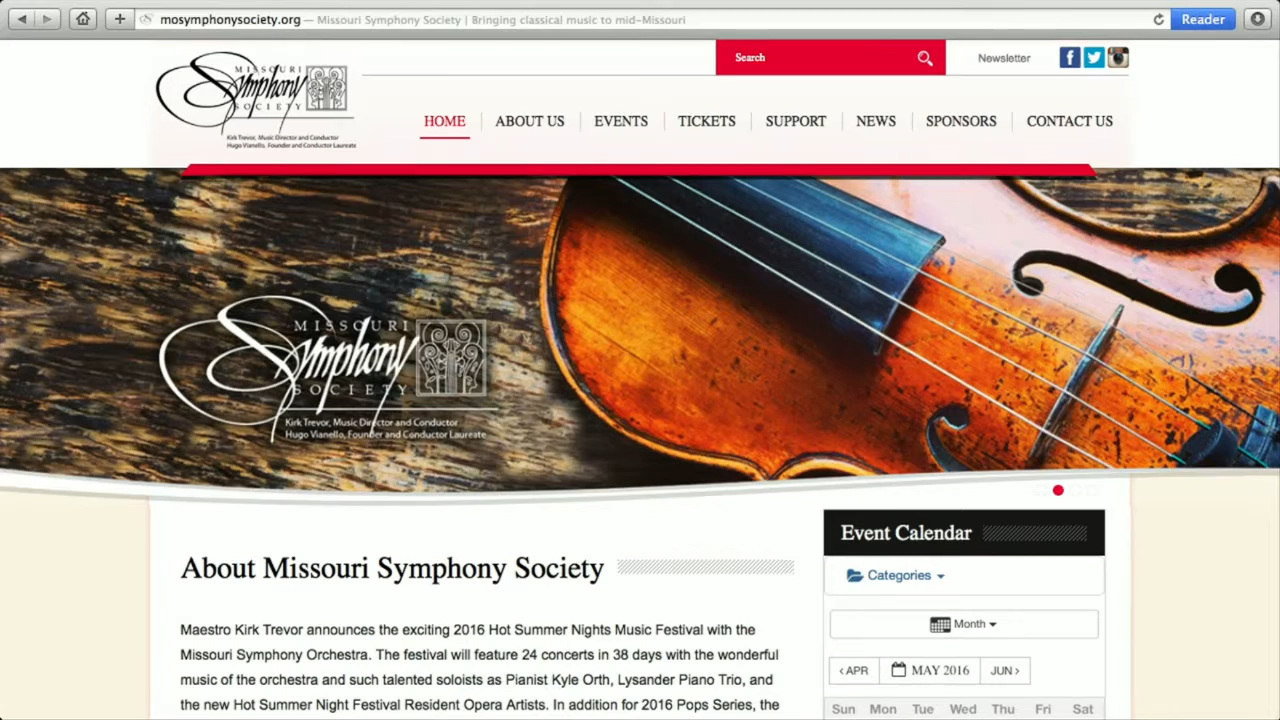 mosymphonysociety.org — Missouri Symphony Society | Bringing classical music to mid-Missouri
Reader
Search
Newsletter
MISSOURI
Symphony
SOCIETY
Kirk Trevor, Music Director and Conductor
Hugo Vianello, Founder and Conductor Laureate
HOME
ABOUT US
EVENTS
TICKETS
SUPPORT
NEWS
SPONSORS
CONTACT US
MISSOURI
Symphony
SOCIETY
Kirk Trevor, Music Director and Conductor
Hugo Vianello, Founder and Conductor Laureate
About Missouri Symphony Society
Maestro Kirk Trevor announces the exciting 2016 Hot Summer Nights Music Festival with the
Missouri Symphony Orchestra. The festival will feature 24 concerts in 38 days with the wonderful
music of the orchestra and such talented soloists as Pianist Kyle Orth, Lysander Piano Trio, and
the new Hot Summer Night Festival Resident Opera Artists. In addition for 2016 Pops Series, the
Event Calendar
Categories
Month
‹ APR MAY 2016 JUN ›
Sun Mon Tue Wed Thu Fri Sat